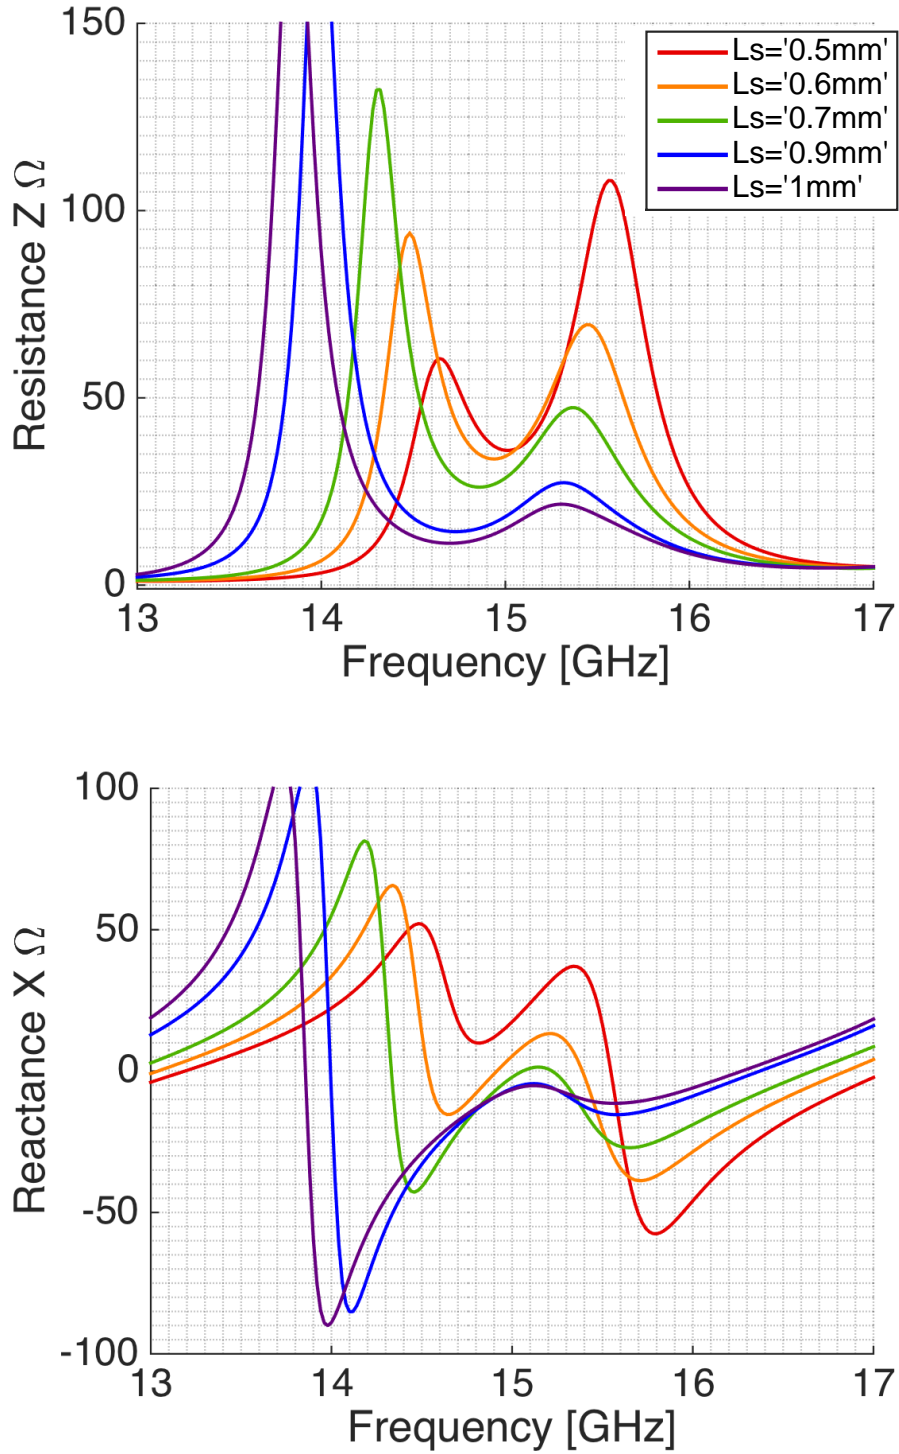 150
100
50
0
Resistance Z Ω
Ls='0.5mm'
Ls='0.6mm'
Ls='0.7mm'
Ls='0.9mm'
Ls='1mm'
13 14 15 16 17
Frequency [GHz]
100
50
0
-50
-100
Reactance X Ω
13 14 15 16 17
Frequency [GHz]